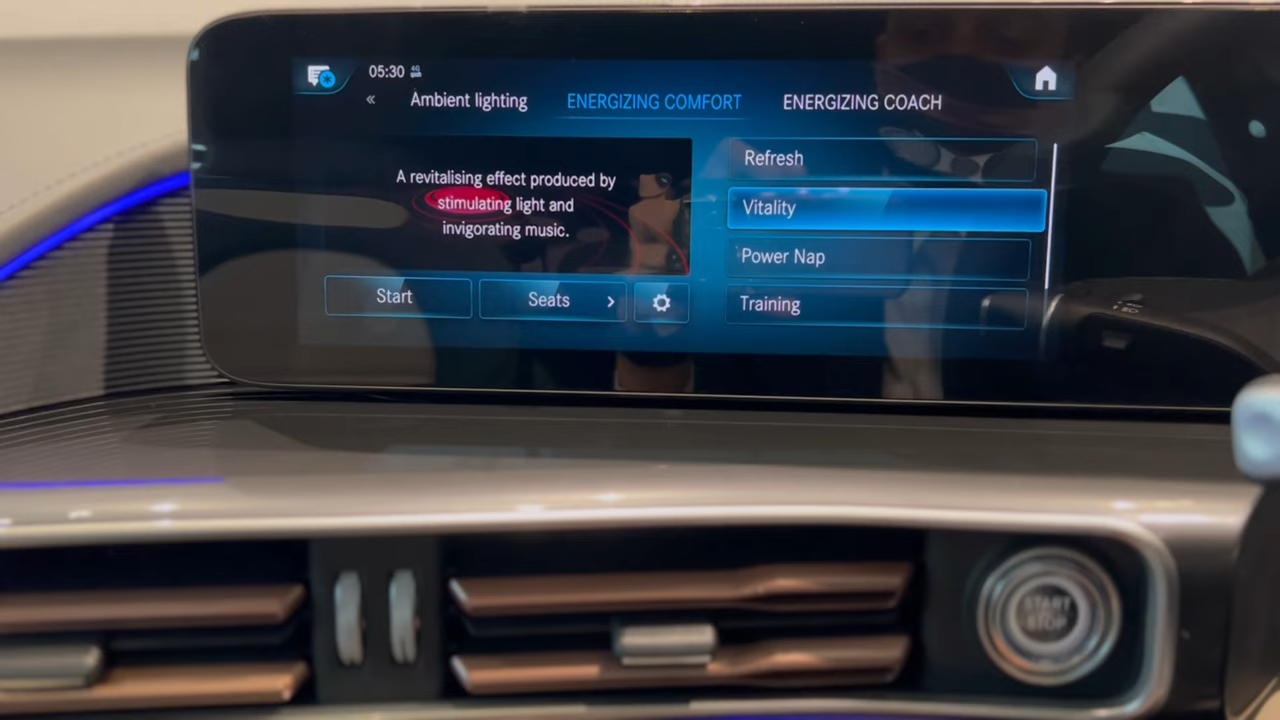 05:30 4G
«
Ambient lighting
ENERGIZING COMFORT
ENERGIZING COACH
A revitalising effect produced by
stimulating light and
invigorating music.
Start
Seats >
Refresh
Vitality
Power Nap
Training
START
STOP